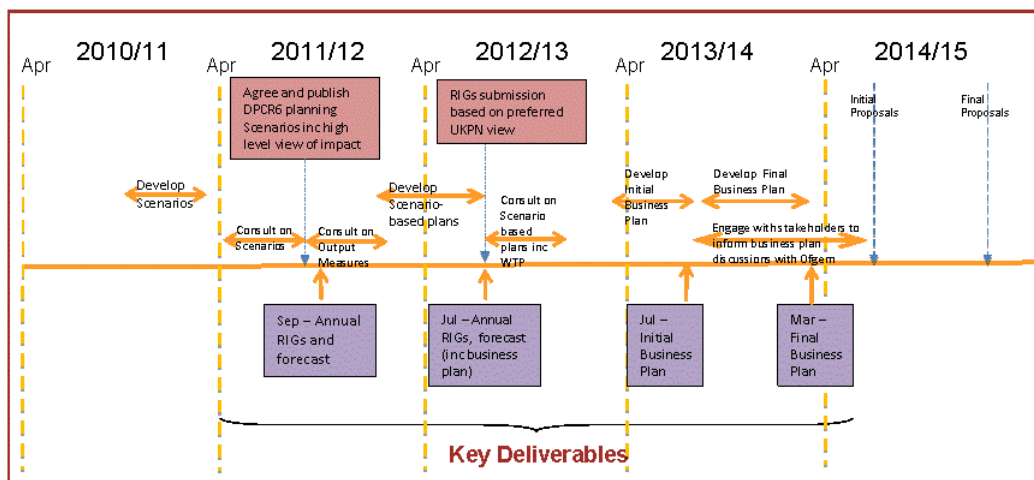 2010/11
2011/12
2012/13
2013/14
2014/15
Apr
Apr
Apr
Apr
Apr
Agree and publish
DPCR6 planning
Scenarios inc high
level view of impact
RIGs submission
based on preferred
UKPN view
Initial
Proposals
Final
Proposals
Develop
Scenarios
Develop
Scenario-
based plans
Develop
Initial
Business
Plan
Develop Final
Business Plan
Consult on
Scenarios
Consult on
Output
Measures
Consult on
Scenario
based
plans inc
WTP
Engage with stakeholders to
inform business plan
discussions with Ofgem
Sep – Annual
RIGs and
forecast
Jul – Annual
RIGs, forecast
(inc business
plan)
Jul –
Initial
Business
Plan
Mar –
Final
Business
Plan
Key Deliverables